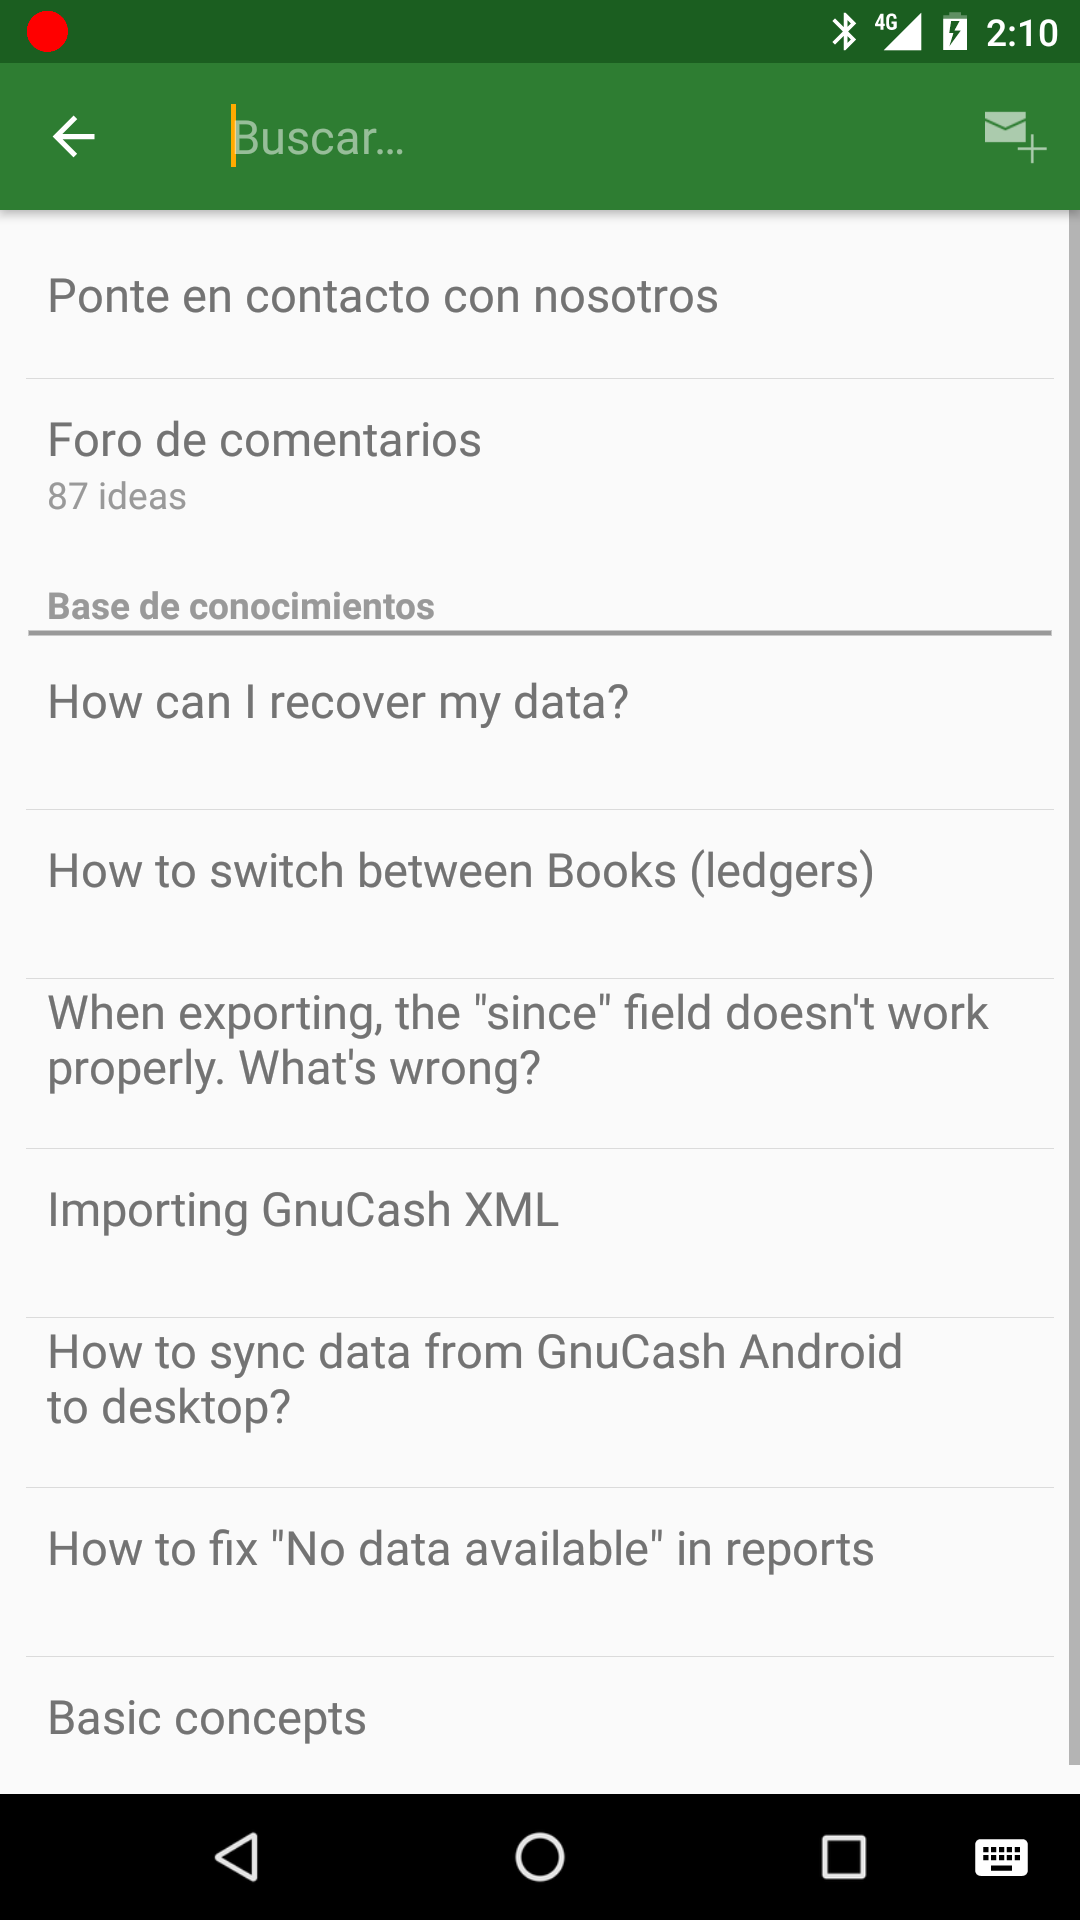 4G 2:10
Buscar...
Ponte en contacto con nosotros
Foro de comentarios
87 ideas
Base de conocimientos
How can I recover my data?
How to switch between Books (ledgers)
When exporting, the "since" field doesn't work
properly. What's wrong?
Importing GnuCash XML
How to sync data from GnuCash Android
to desktop?
How to fix "No data available" in reports
Basic concepts